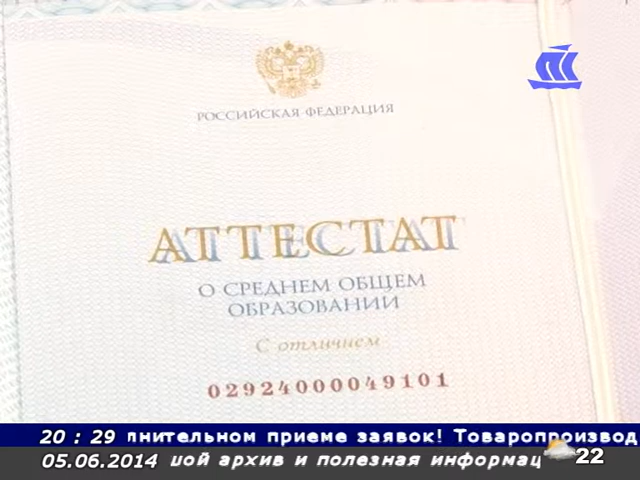 РОССИЙСКАЯ ФЕДЕРАЦИЯ
АТТЕСТАТ
О СРЕДНЕМ ОБЩЕМ
ОБРАЗОВАНИИ
С отличием
02924000049101
20 : 29 лнительном приеме заявок! Товаропроизвод
05.06.2014 шой архив и полезная информац 22